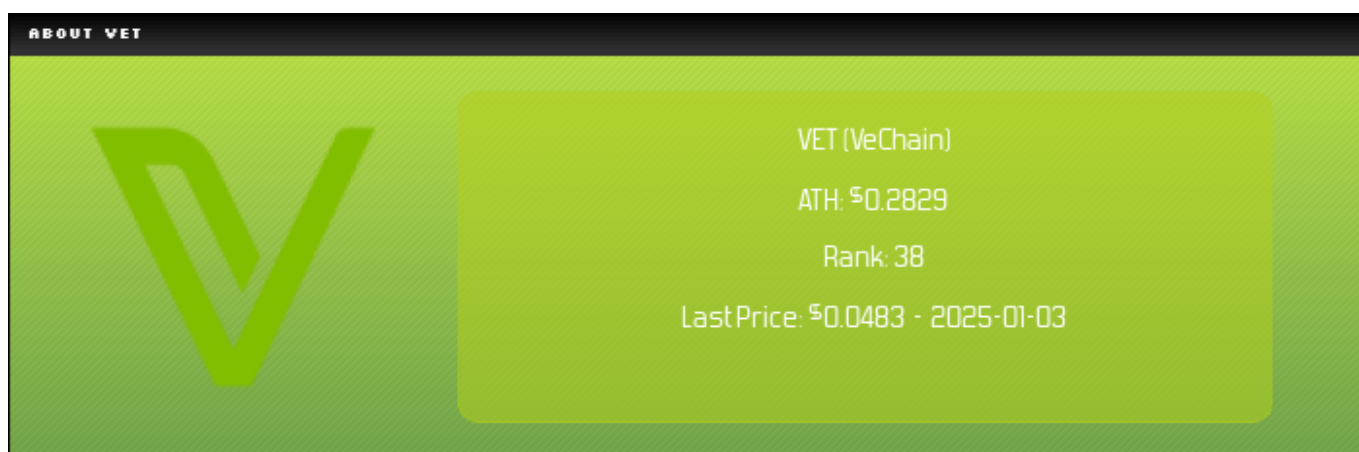 ABOUT VET
VET (VeChain)
ATH: $0.2829
Rank: 38
Last Price: $0.0483 - 2025-01-03